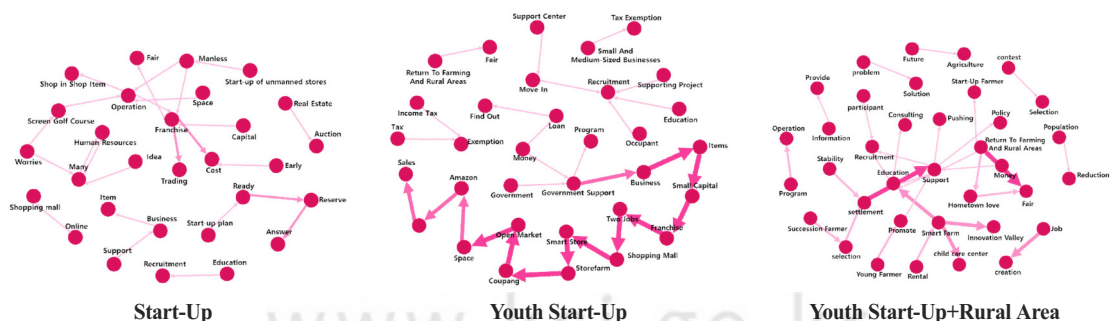 Fair
Manless
Shop in Shop Item
Start-up of unmanned stores
Operation
Space
Real Estate
Screen Golf Course
Franchise
Capital
Human Resources
Auction
Worries
Many
Idea
Trading
Cost
Early
Shopping mall
Item
Ready
Reserve
Online
Business
Start-up plan
Answer
Support
Recruitment
Education
Start-Up
Support Center
Tax Exemption
Fair
Small And
Medium-Sized Businesses
Return To Farming
And Rural Areas
Move In
Recruitment
Supporting Project
Income Tax
Find Out
Loan
Education
Tax
Exemption
Program
Occupant
Sales
Money
Items
Amazon
Government
Government Support
Business
Small Capital
Two Jobs
Open Market
Smart Store
Franchise
Space
Shopping Mall
Coupang
Storefarm
Youth Start-Up
Future
Agriculture
contest
problem
Provide
Solution
Start-Up Farmer
Selection
participant
Consulting
Pushing
Policy
Population
Operation
Information
Recruitment
Return To Farming
And Rural Areas
Stability
Education
Support
Money
Reduction
Program
settlement
Hometown love
Fair
Succession Farmer
Promote
Smart Farm
Innovation Valley
Job
selection
child care center
Young Farmer
Rental
creation
Youth Start-Up+Rural Area